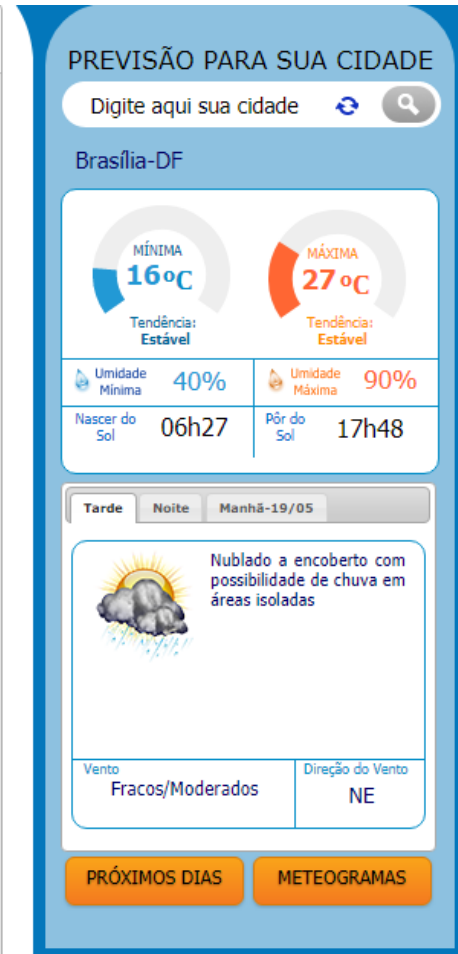 PREVISÃO PARA SUA CIDADE
Digite aqui sua cidade
Brasília-DF
MÍNIMA
16ºC
Tendência:
Estável
MÁXIMA
27ºC
Tendência:
Estável
Umidade
Mínima
40%
Umidade
Máxima
90%
Nascer do
Sol
06h27
Pôr do
Sol
17h48
Tarde
Noite
Manhã-19/05
Nublado a encoberto com
possibilidade de chuva em
áreas isoladas
Vento
Fracos/Moderados
Direção do Vento
NE
PRÓXIMOS DIAS
METEOGRAMAS